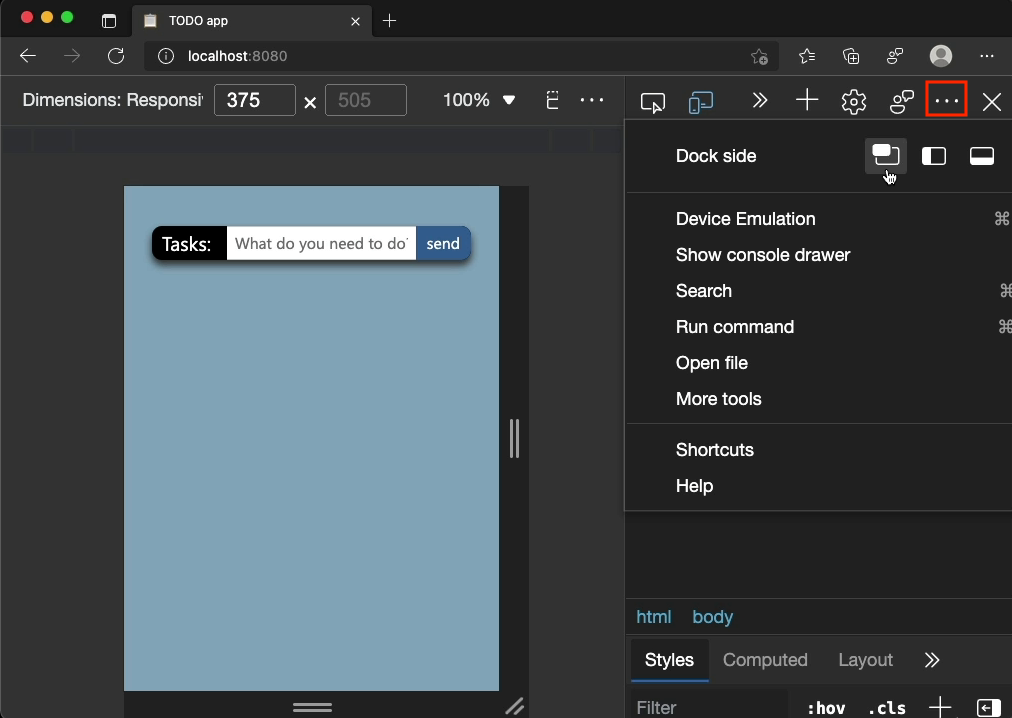 TODO app
localhost:8080
Dimensions: Responsi
375 × 505
100%
Dock side
Tasks:
What do you need to do
send
Device Emulation ⌘
Show console drawer
Search ⌘
Run command ⌘
Open file
More tools
Shortcuts
Help
html body
Styles Computed Layout
Filter :hov .cls